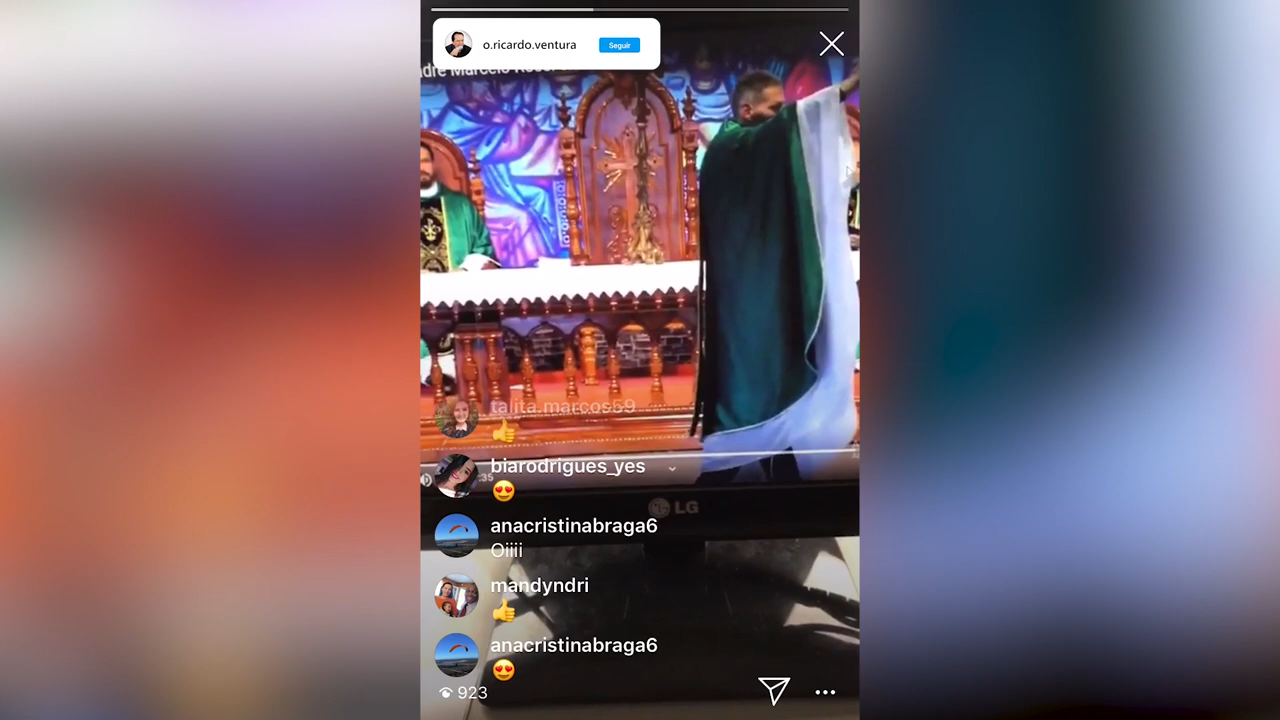 o.ricardo.ventura
Seguir
talita.marcos59
👍
biarodrigues_yes
😍
LG
anacristinabraga6
Oiiii
mandyndri
👍
anacristinabraga6
😍
923